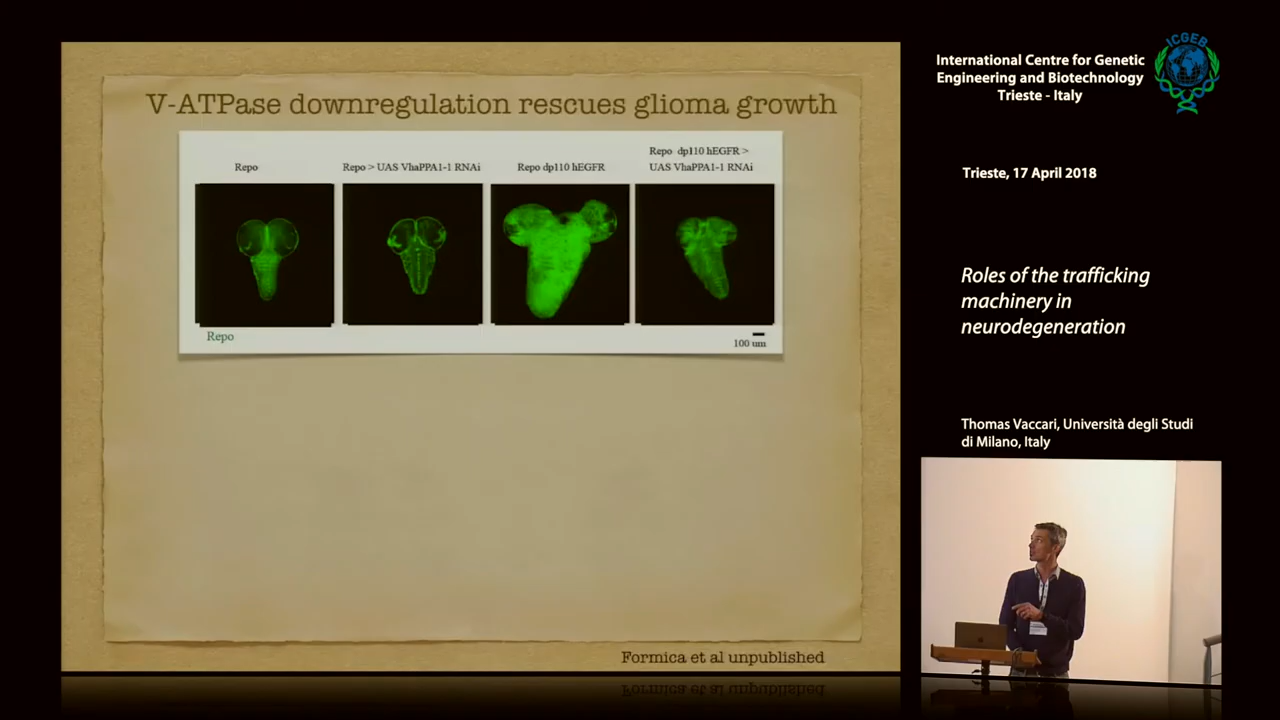 V-ATPase downregulation rescues glioma growth
Repo
Repo > UAS VhaPPA1-1 RNAi
Repo dp110 hEGFR
Repo dp110 hEGFR >
UAS VhaPPA1-1 RNAi
Repo
100 um
Formica et al unpublished
International Centre for Genetic
Engineering and Biotechnology
Trieste - Italy
ICGEB
Trieste, 17 April 2018
Roles of the trafficking
machinery in
neurodegeneration
Thomas Vaccari, Università degli Studi
di Milano, Italy